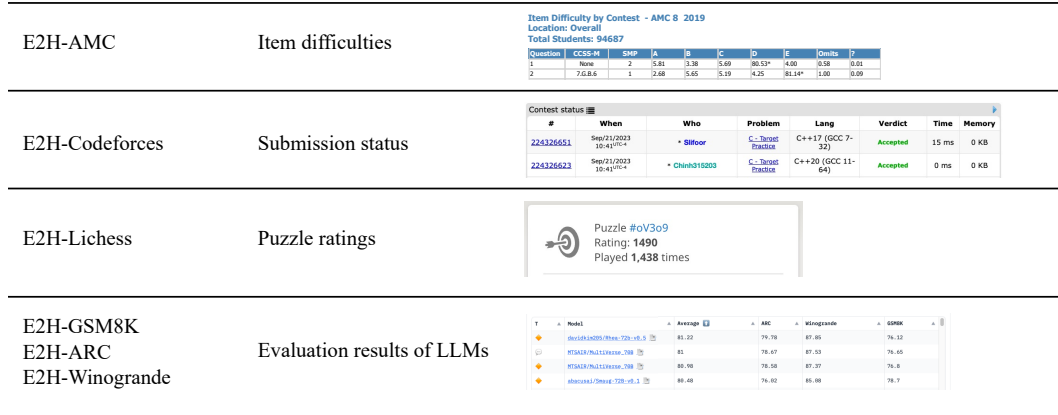 E2H-AMC
Item difficulties
Item Difficulty by Contest - AMC 8 2019
Location: Overall
Total Students: 94687
Question CCSS-M SMP A B C D E Omits ?
1 None 2 5.81 3.38 5.69 80.53* 4.00 0.58 0.01
2 7.G.B.6 1 2.68 5.65 5.19 4.25 81.14* 1.00 0.09
E2H-Codeforces
Submission status
Contest status
# When Who Problem Lang Verdict Time Memory
224326651 Sep/21/2023 10:41UTC-4 * Slifoor C - Target Practice C++17 (GCC 7-32) Accepted 15 ms 0 KB
224326623 Sep/21/2023 10:41UTC-4 * Chinh315203 C - Target Practice C++20 (GCC 11-64) Accepted 0 ms 0 KB
E2H-Lichess
Puzzle ratings
Puzzle #oV3o9
Rating: 1490
Played 1,438 times
E2H-GSM8K
E2H-ARC
E2H-Winogrande
Evaluation results of LLMs
T Model Average ARC Winogrande GSM8K
davidkim205/Rhea-72b-v0.5 81.22 79.78 87.85 76.12
MTSAIR/MultiVerse_70B 81 78.67 87.53 76.65
MTSAIR/MultiVerse_70B 80.98 78.58 87.37 76.8
abacusai/Smaug-72B-v0.1 80.48 76.02 85.08 78.7